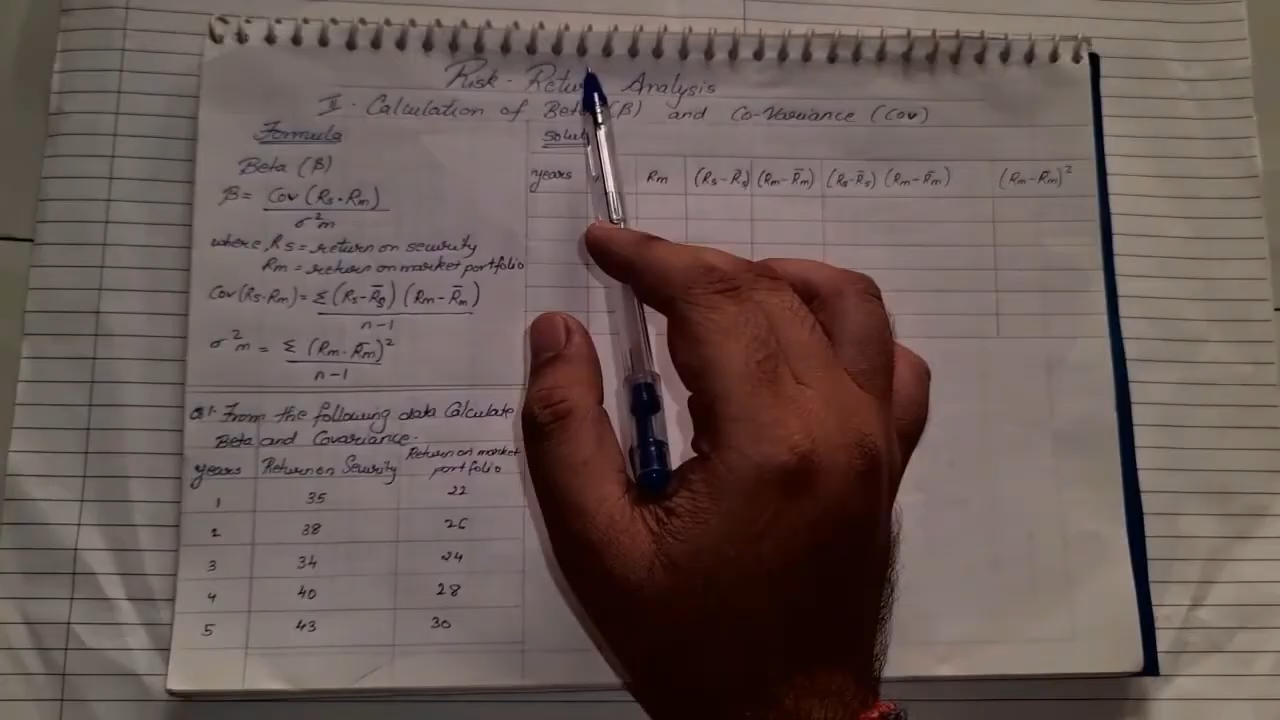 Risk-Return Analysis
II. Calculation of Beta (β) and Co-Variance (Cov)
Formula
Beta (β)
β = Cov (Rs.Rm)
σ²m
where, Rs = return on security
Rm = return on market portfolio
Cov(Rs.Rm) = Σ(Rs-R̄s) (Rm-R̄m)
n-1
σ²m = Σ (Rm-R̄m)²
n-1
Q1. From the following data Calculate
Beta and Covariance.
years Return on Security Return on market portfolio
1 35 22
2 38 26
3 34 24
4 40 28
5 43 30
years Rm (Rs-R̄s) (Rm-R̄m) (Rs-R̄s) (Rm-R̄m) (Rm-R̄m)²